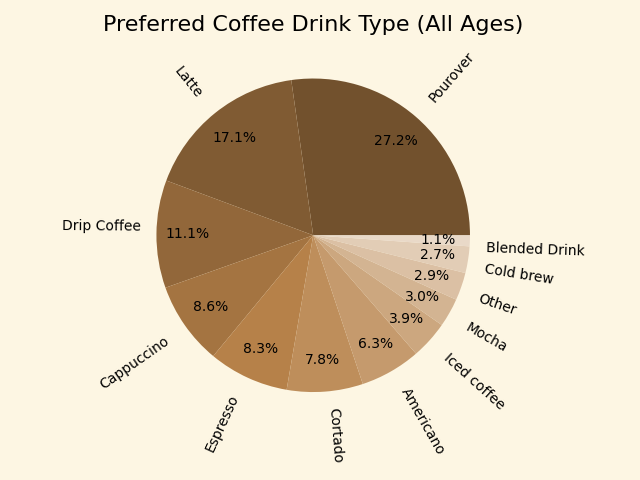 Preferred Coffee Drink Type (All Ages)
Pourover
27.2%
Latte
17.1%
Drip Coffee
11.1%
Cappuccino
8.6%
Espresso
8.3%
Cortado
7.8%
Americano
6.3%
Iced coffee
3.9%
Mocha
3.0%
Other
2.9%
Cold brew
2.7%
Blended Drink
1.1%